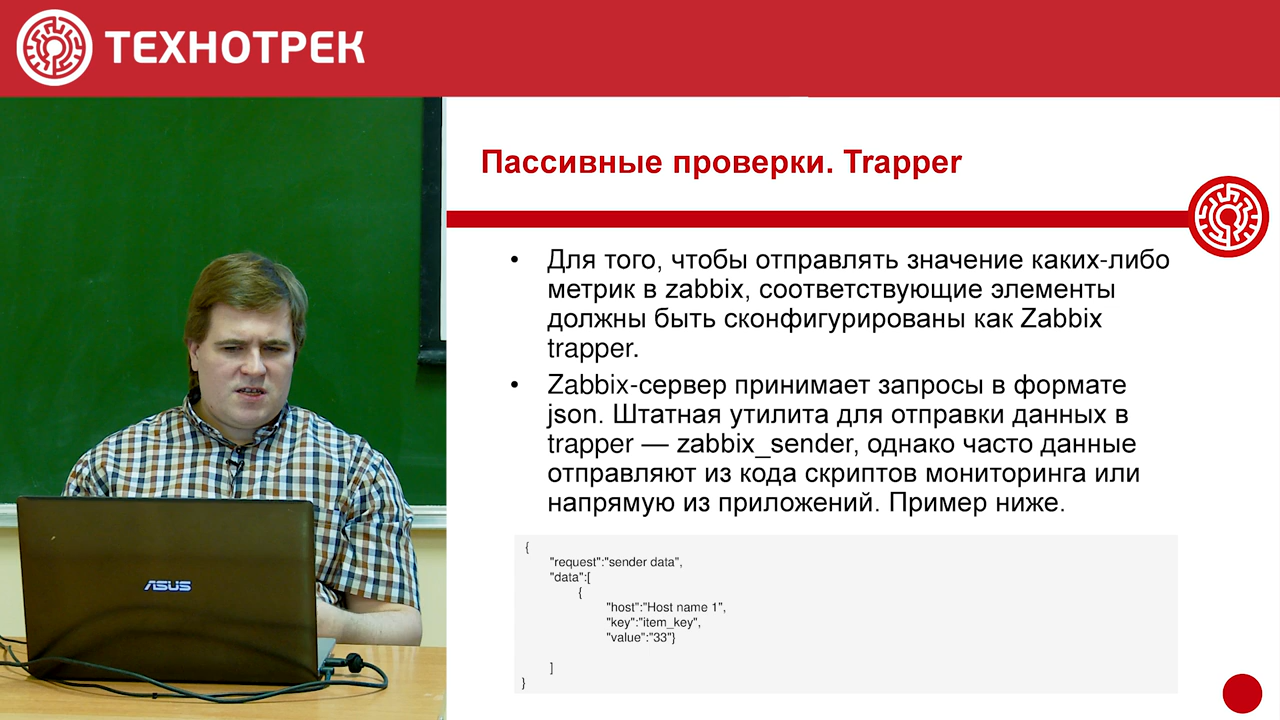 ТЕХНОТРЕК
Пассивные проверки. Trapper
• Для того, чтобы отправлять значение каких-либо
метрик в zabbix, соответствующие элементы
должны быть сконфигурированы как Zabbix
trapper.
• Zabbix-сервер принимает запросы в формате
json. Штатная утилита для отправки данных в
trapper — zabbix_sender, однако часто данные
отправляют из кода скриптов мониторинга или
напрямую из приложений. Пример ниже.
{
"request":"sender data",
"data":[
{
"host":"Host name 1",
"key":"item_key",
"value":"33"}
]
}
ASUS